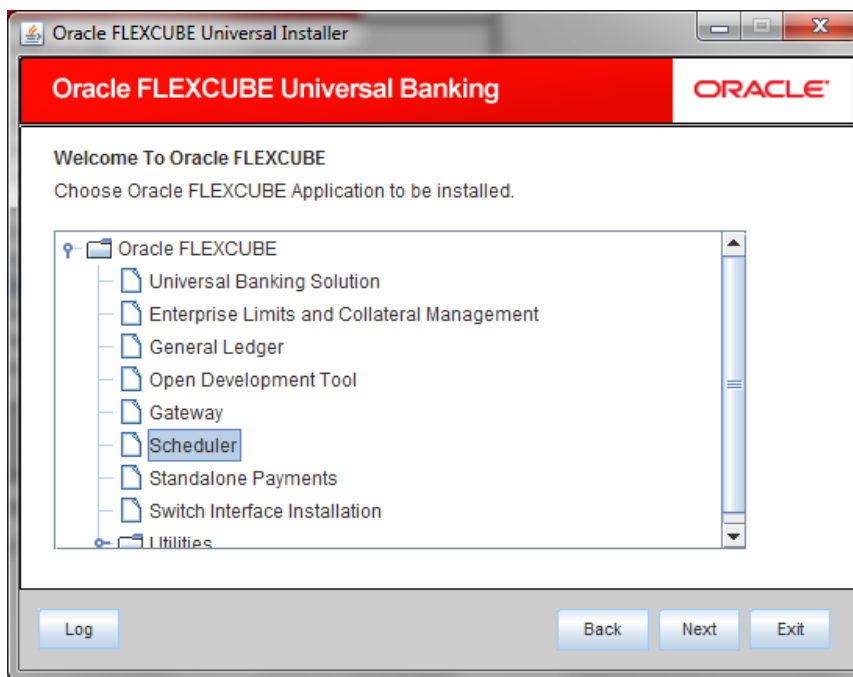 Oracle FLEXCUBE Universal Installer
Oracle FLEXCUBE Universal Banking
ORACLE
Welcome To Oracle FLEXCUBE
Choose Oracle FLEXCUBE Application to be installed.
Oracle FLEXCUBE
Universal Banking Solution
Enterprise Limits and Collateral Management
General Ledger
Open Development Tool
Gateway
Scheduler
Standalone Payments
Switch Interface Installation
Utilities
Log Back Next Exit